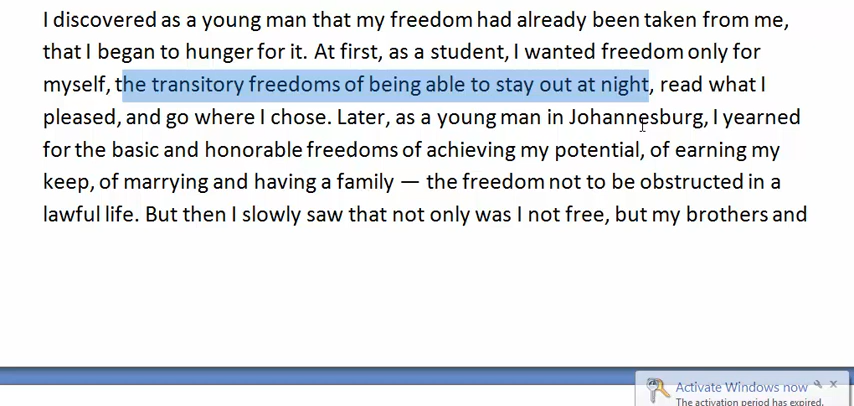 I discovered as a young man that my freedom had already been taken from me,
that I began to hunger for it. At first, as a student, I wanted freedom only for
myself, the transitory freedoms of being able to stay out at night, read what I
pleased, and go where I chose. Later, as a young man in Johannesburg, I yearned
for the basic and honorable freedoms of achieving my potential, of earning my
keep, of marrying and having a family — the freedom not to be obstructed in a
lawful life. But then I slowly saw that not only was I not free, but my brothers and
Activate Windows now
The activation period has expired.